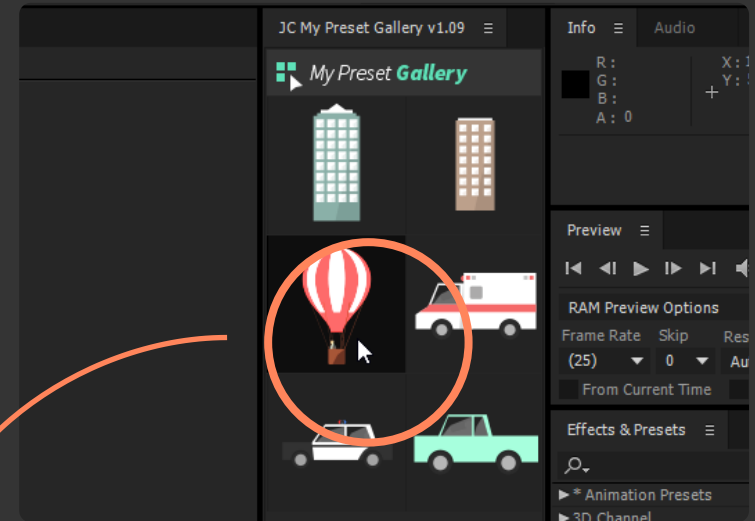 JC My Preset Gallery v1.09
My Preset Gallery
Info
Audio
R :
G :
B :
A : 0
X :
Y :
Preview
RAM Preview Options
Frame Rate
Skip
(25)
0
From Current Time
Effects & Presets
* Animation Presets
3D Channel